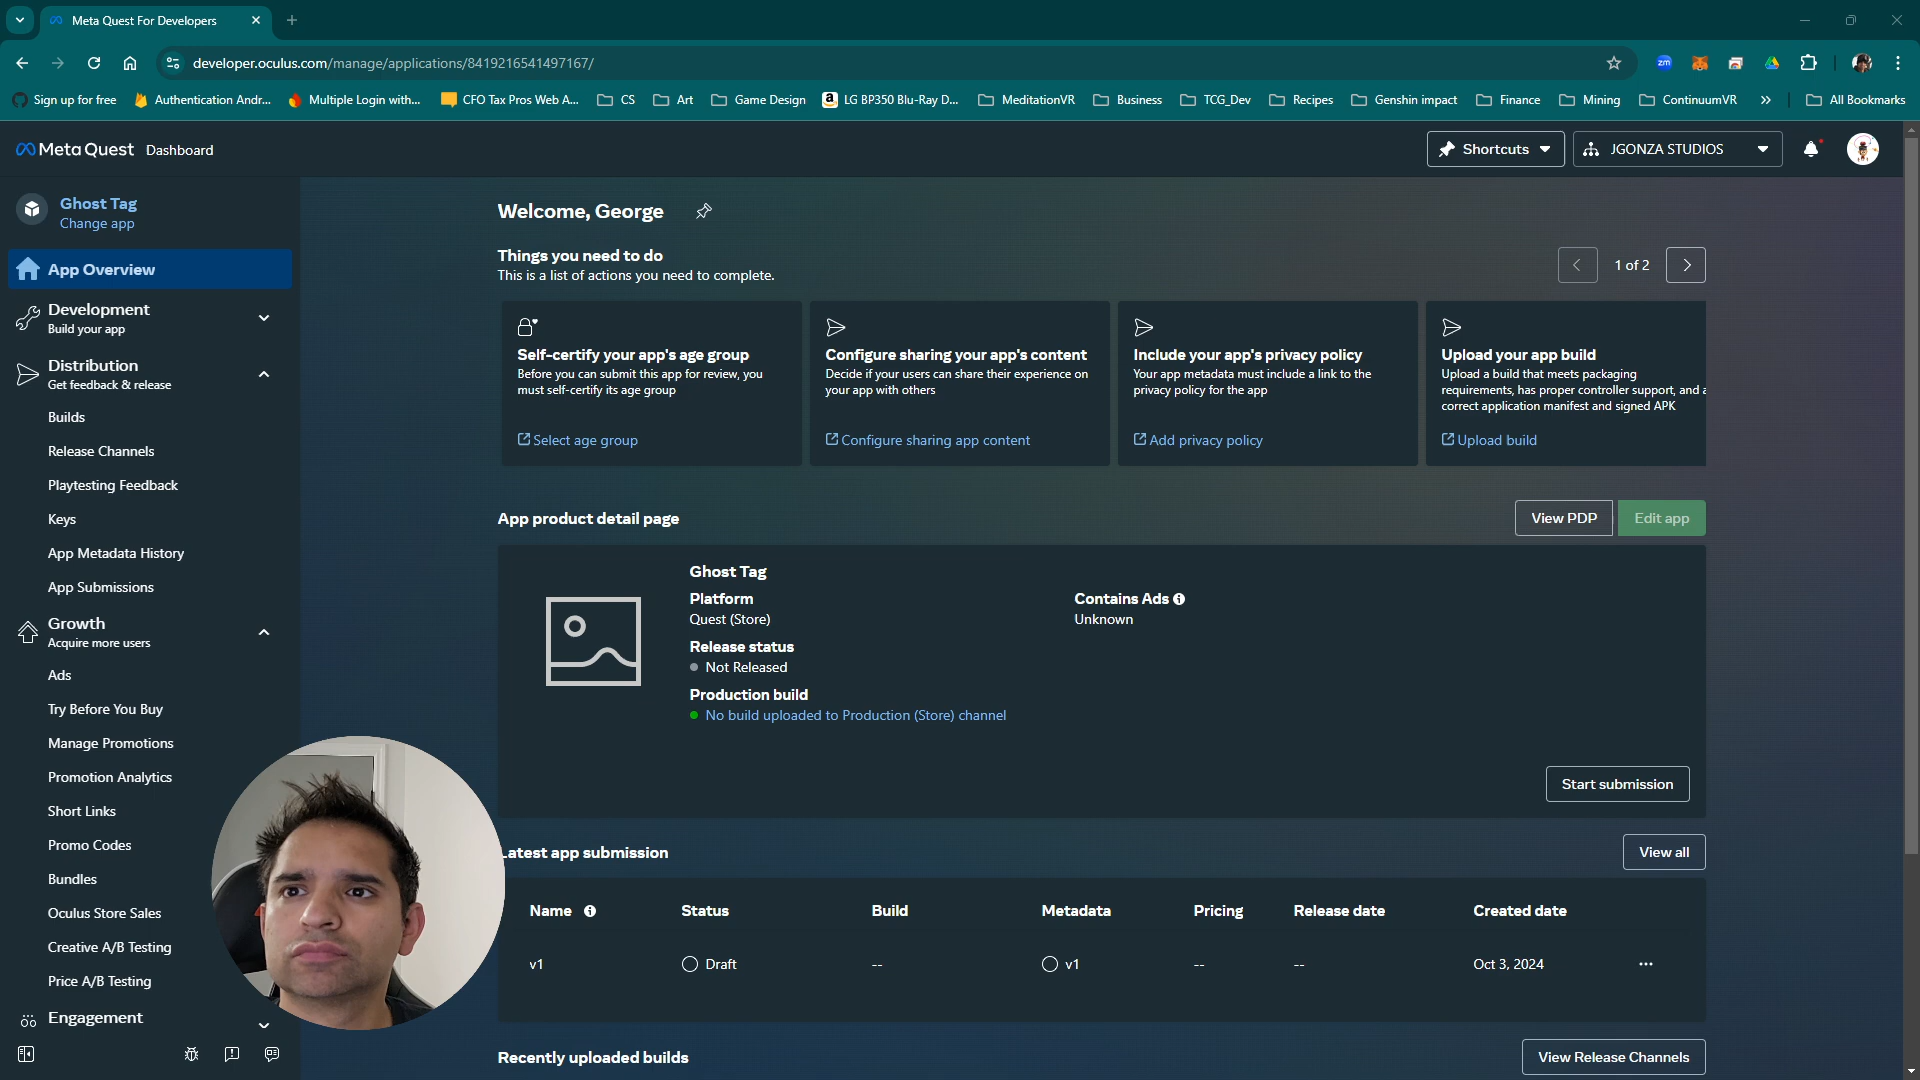 Meta Quest For Developers
developer.oculus.com/manage/applications/8419216541497167/
Sign up for free
Authentication Andr...
Multiple Login with...
CFO Tax Pros Web A...
CS
Art
Game Design
LG BP350 Blu-Ray D...
MeditationVR
Business
TCG_Dev
Recipes
Genshin impact
Finance
Mining
ContinuumVR
All Bookmarks
Meta Quest Dashboard
Shortcuts
JGONZA STUDIOS
Ghost Tag
Change app
App Overview
Development
Build your app
Distribution
Get feedback & release
Builds
Release Channels
Playtesting Feedback
Keys
App Metadata History
App Submissions
Growth
Acquire more users
Ads
Try Before You Buy
Manage Promotions
Promotion Analytics
Short Links
Promo Codes
Bundles
Oculus Store Sales
Creative A/B Testing
Price A/B Testing
Engagement
Welcome, George
Things you need to do
This is a list of actions you need to complete.
1 of 2
Self-certify your app's age group
Before you can submit this app for review, you
must self-certify its age group
Select age group
Configure sharing your app's content
Decide if your users can share their experience on
your app with others
Configure sharing app content
Include your app's privacy policy
Your app metadata must include a link to the
privacy policy for the app
Add privacy policy
Upload your app build
Upload a build that meets packaging
requirements, has proper controller support, and a
correct application manifest and signed APK
Upload build
App product detail page
View PDP
Edit app
Ghost Tag
Platform
Quest (Store)
Release status
Not Released
Production build
No build uploaded to Production (Store) channel
Contains Ads
Unknown
Start submission
Latest app submission
View all
Name Status Build Metadata Pricing Release date Created date
v1 Draft -- v1 -- -- Oct 3, 2024
Recently uploaded builds
View Release Channels